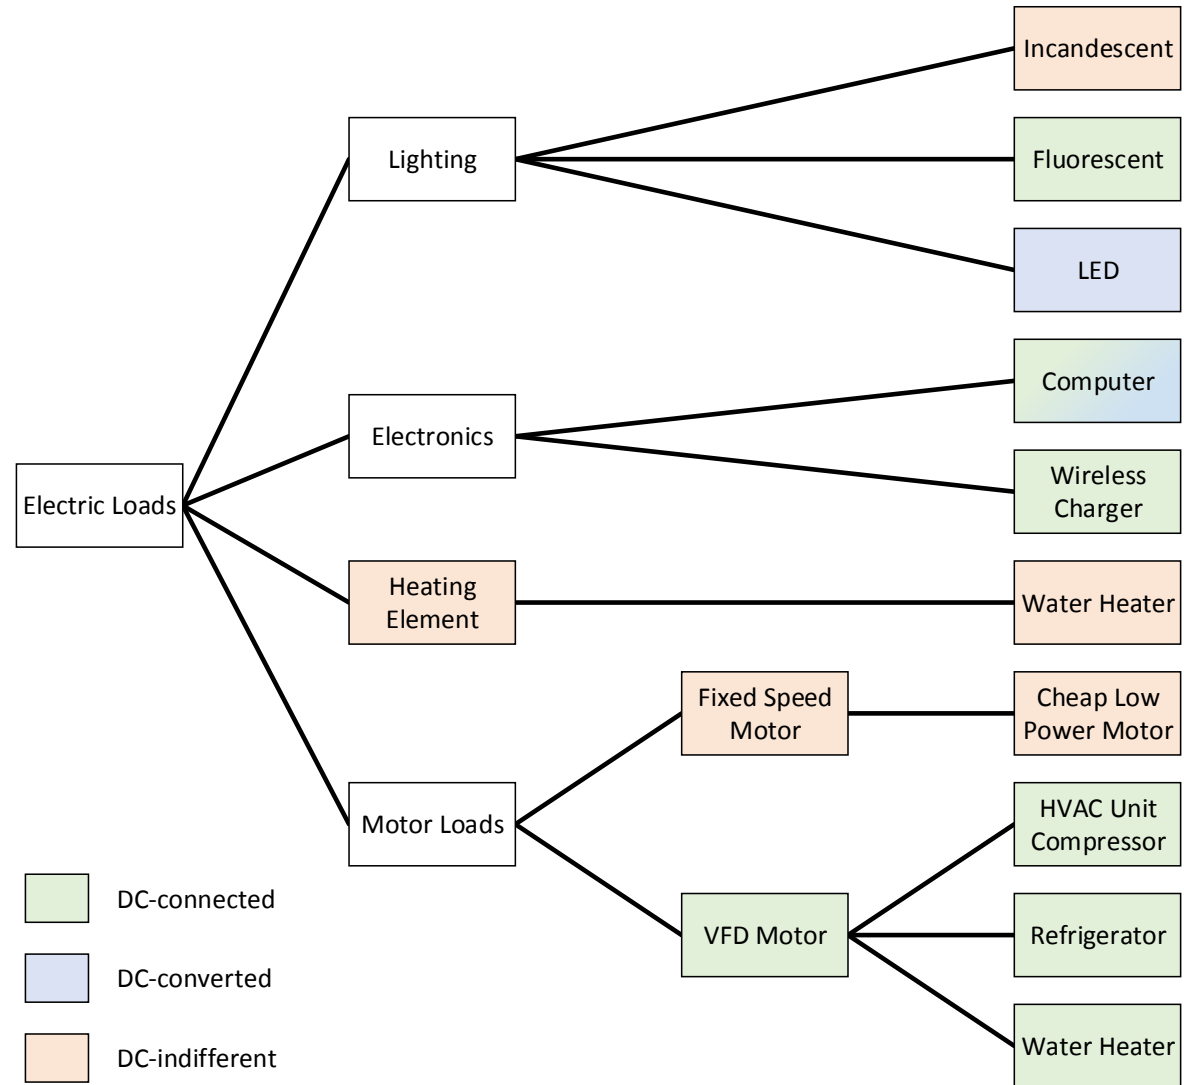 Incandescent
Lighting
Fluorescent
LED
Computer
Electronics
Wireless
Charger
Electric Loads
Heating
Element
Water Heater
Fixed Speed
Motor
Cheap Low
Power Motor
Motor Loads
HVAC Unit
Compressor
VFD Motor
Refrigerator
Water Heater
DC-connected
DC-converted
DC-indifferent